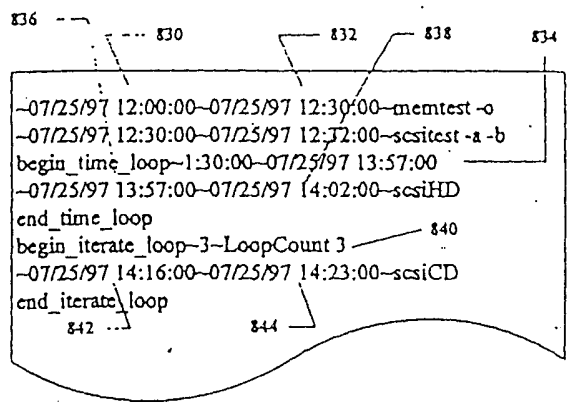 836 830 832 838 834
~07/25/97 12:00:00~07/25/97 12:30:00~memtest -o
~07/25/97 12:30:00~07/25/97 12:32:00~scsitest -a -b
begin_time_loop~1:30:00~07/25/97 13:57:00
~07/25/97 13:57:00~07/25/97 14:02:00~scsiHD
end_time_loop
840
begin_iterate_loop~3~LoopCount 3
~07/25/97 14:16:00~07/25/97 14:23:00~scsiCD
end_iterate_loop
842 844